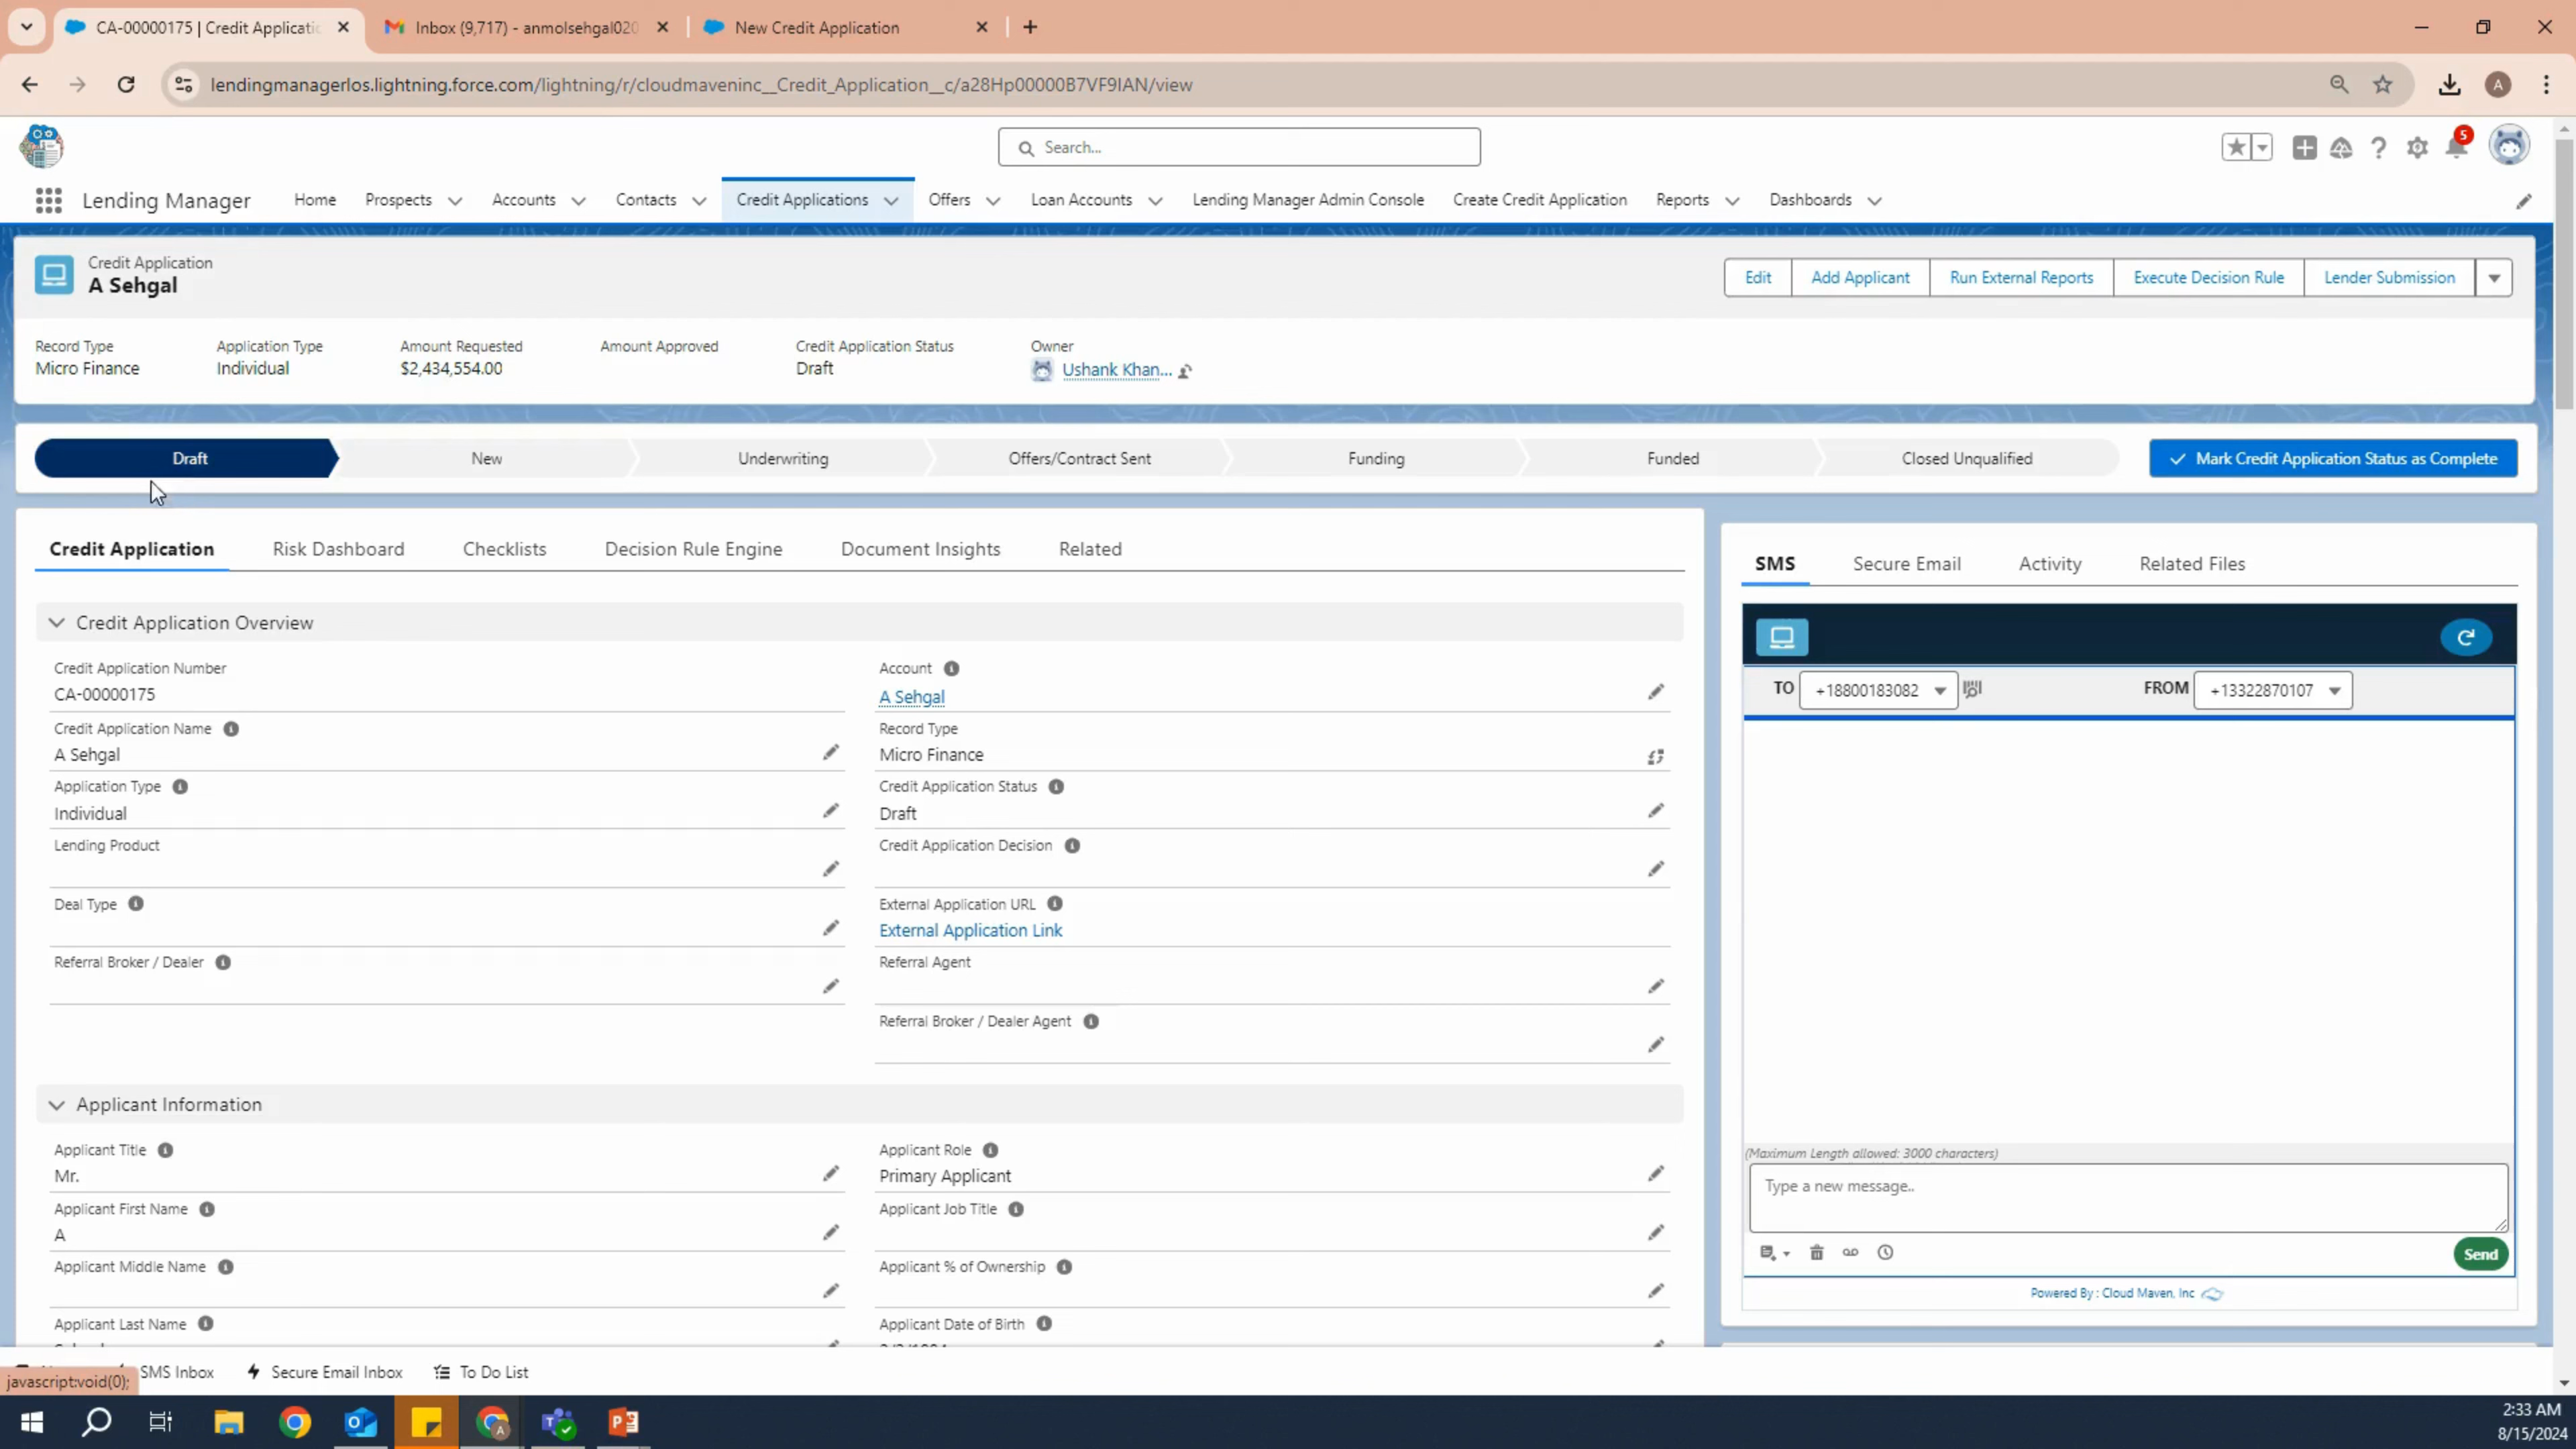 CA-00000175 | Credit Applicatio
Inbox (9,717) - anmolsehgal020
New Credit Application
lendingmanagerlos.lightning.force.com/lightning/r/cloudmaveninc__Credit_Application__c/a28Hp00000B7VF9IAN/view
A
Search...
5
Lending Manager
Home
Prospects
Accounts
Contacts
Credit Applications
Offers
Loan Accounts
Lending Manager Admin Console
Create Credit Application
Reports
Dashboards
Credit Application
A Sehgal
Edit
Add Applicant
Run External Reports
Execute Decision Rule
Lender Submission
Record Type
Micro Finance
Application Type
Individual
Amount Requested
$2,434,554.00
Amount Approved
Credit Application Status
Draft
Owner
Ushank Khan...
Draft
New
Underwriting
Offers/Contract Sent
Funding
Funded
Closed Unqualified
Mark Credit Application Status as Complete
Credit Application
Risk Dashboard
Checklists
Decision Rule Engine
Document Insights
Related
Credit Application Overview
Credit Application Number
CA-00000175
Account
A Sehgal
Credit Application Name
A Sehgal
Record Type
Micro Finance
Application Type
Individual
Credit Application Status
Draft
Lending Product
Credit Application Decision
Deal Type
External Application URL
External Application Link
Referral Broker / Dealer
Referral Agent
Referral Broker / Dealer Agent
Applicant Information
Applicant Title
Mr.
Applicant Role
Primary Applicant
Applicant First Name
A
Applicant Job Title
Applicant Middle Name
Applicant % of Ownership
Applicant Last Name
Applicant Date of Birth
SMS
Secure Email
Activity
Related Files
TO
+18800183082
FROM
+13322870107
(Maximum Length allowed: 3000 characters)
Type a new message..
Send
Powered By : Cloud Maven, Inc
SMS Inbox
Secure Email Inbox
To Do List
javascript:void(0);
2:33 AM
8/15/2024